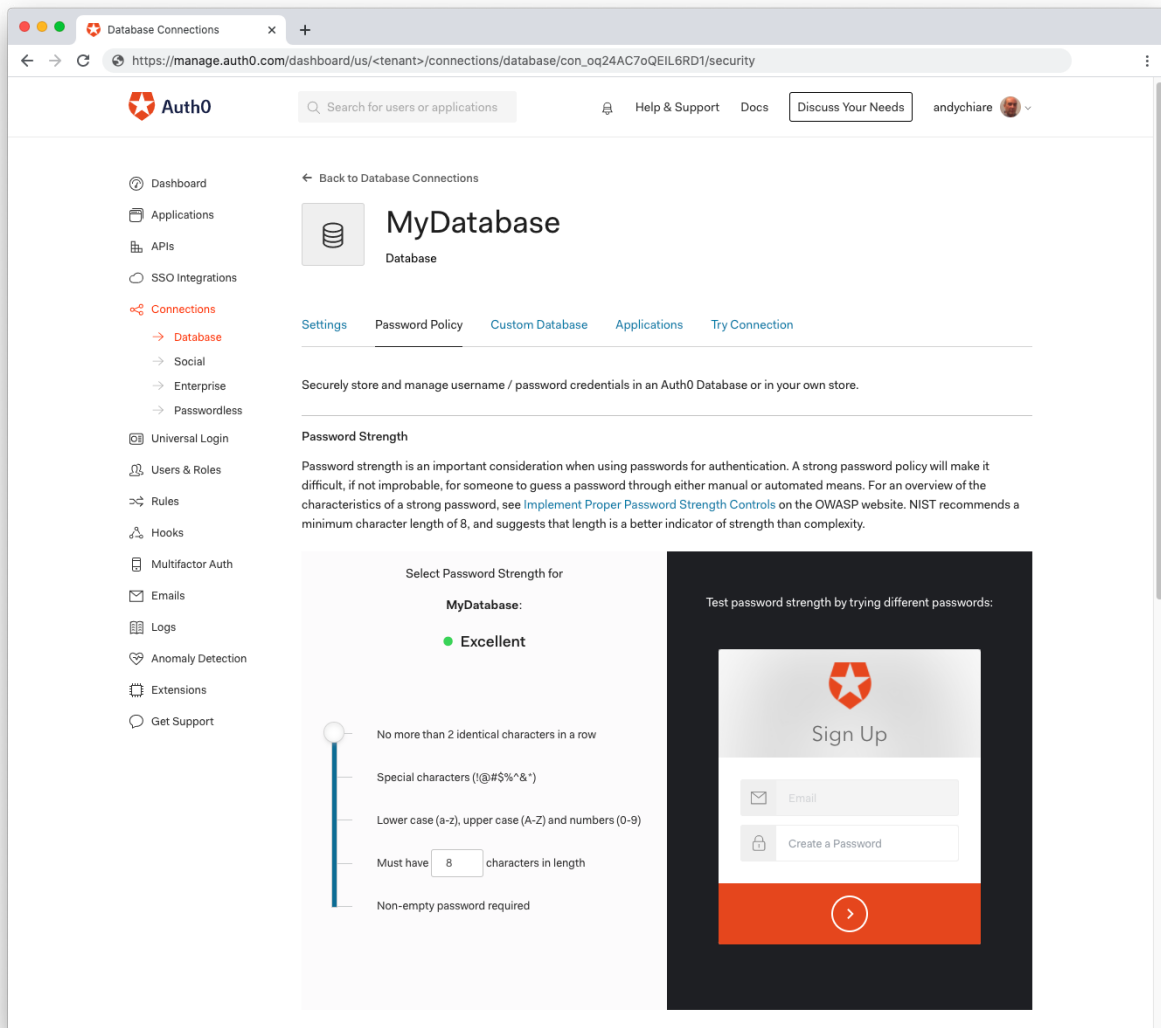 Database Connections
https://manage.auth0.com/dashboard/us/<tenant>/connections/database/con_oq24AC7oQEIL6RD1/security
Auth0
Search for users or applications
Help & Support
Docs
Discuss Your Needs
andychiare
Dashboard
Applications
APIs
SSO Integrations
Connections
Database
Social
Enterprise
Passwordless
Universal Login
Users & Roles
Rules
Hooks
Multifactor Auth
Emails
Logs
Anomaly Detection
Extensions
Get Support
← Back to Database Connections
MyDatabase
Database
Settings
Password Policy
Custom Database
Applications
Try Connection
Securely store and manage username / password credentials in an Auth0 Database or in your own store.
Password Strength
Password strength is an important consideration when using passwords for authentication. A strong password policy will make it
difficult, if not improbable, for someone to guess a password through either manual or automated means. For an overview of the
characteristics of a strong password, see Implement Proper Password Strength Controls on the OWASP website. NIST recommends a
minimum character length of 8, and suggests that length is a better indicator of strength than complexity.
Select Password Strength for
MyDatabase:
Excellent
No more than 2 identical characters in a row
Special characters (!@#$%^&*)
Lower case (a-z), upper case (A-Z) and numbers (0-9)
Must have 8 characters in length
Non-empty password required
Test password strength by trying different passwords:
Sign Up
Email
Create a Password